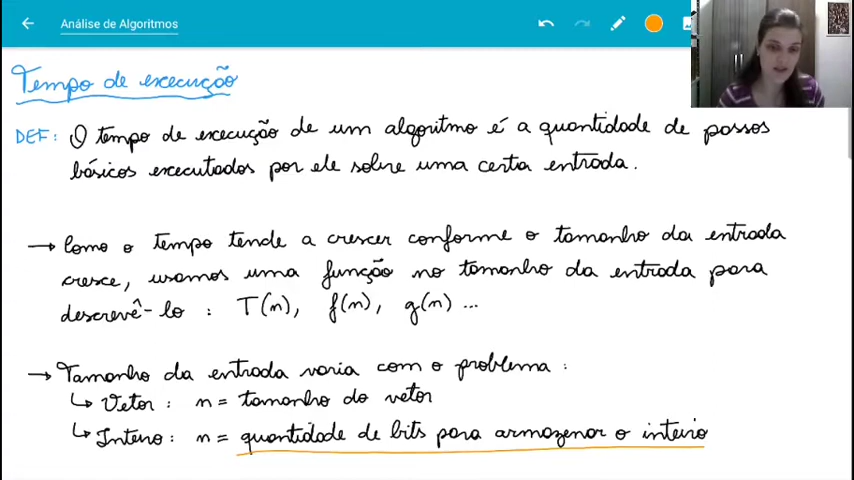 Análise de Algoritmos
Tempo de execução
DEF: O tempo de execução de um algoritmo é a quantidade de passos
básicos executados por ele sobre uma certa entrada.
→ Como o tempo tende a crescer conforme o tamanho da entrada
cresce, usamos uma função no tamanho da entrada para
descrevê-lo : T(n), f(n), g(n) ...
→ Tamanho da entrada varia com o problema :
↳ Vetor : n = tamanho do vetor
↳ Inteiro : n = quantidade de bits para armazenar o inteiro